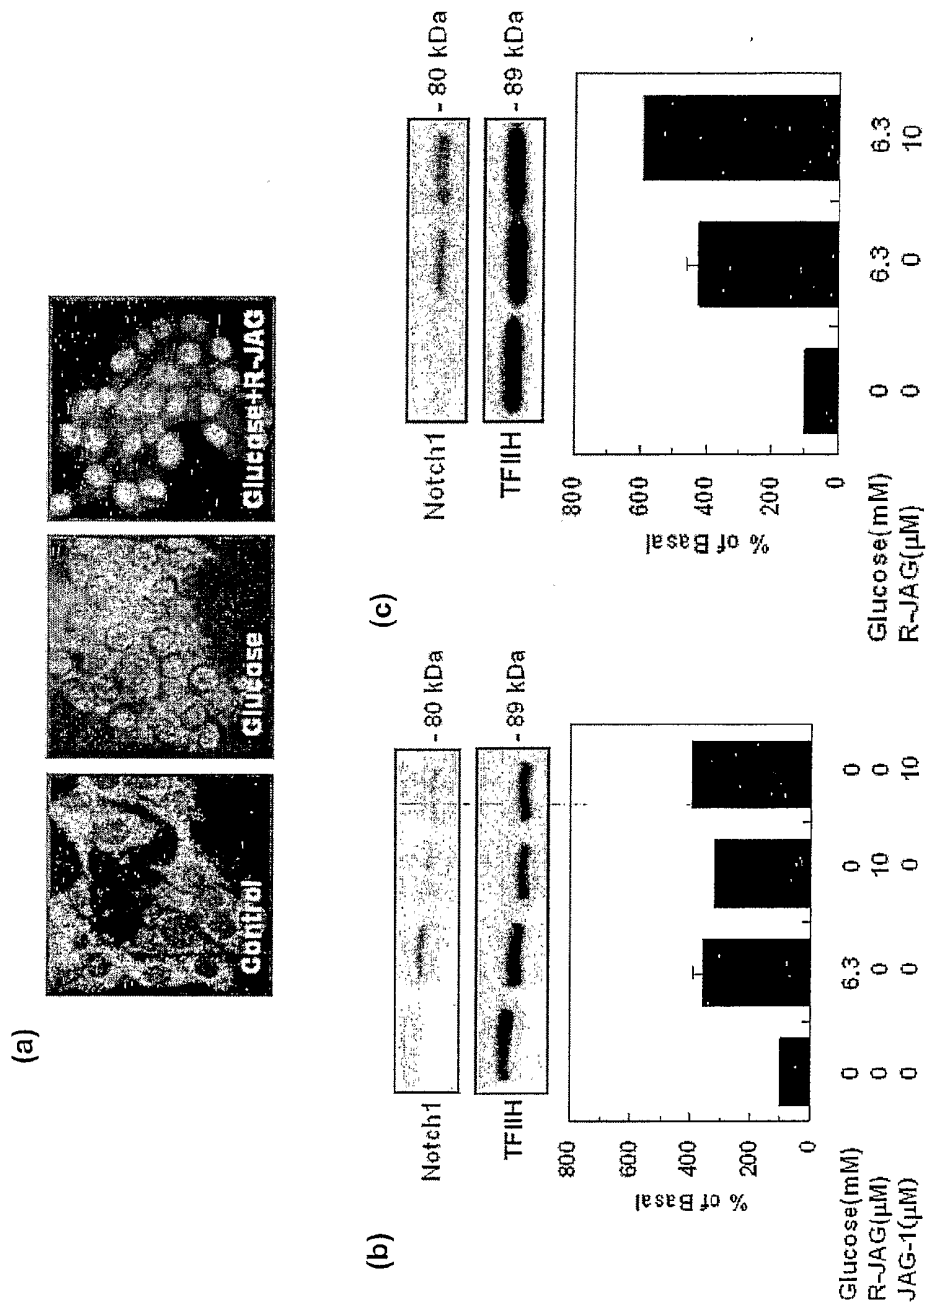 (a)
Control
Glucose
Glucose+R-JAG
(b)
Notch1
- 80 kDa
TFIIH
- 89 kDa
800
600
400
200
0
% of Basal
Glucose(mM) 0 6.3 0 0
R-JAG(μM) 0 0 10 0
JAG-1(μM) 0 0 0 10
(c)
Notch1
- 80 kDa
TFIIH
- 89 kDa
800
600
400
200
0
% of Basal
Glucose(mM) 0 6.3 6.3
R-JAG(μM) 0 0 10